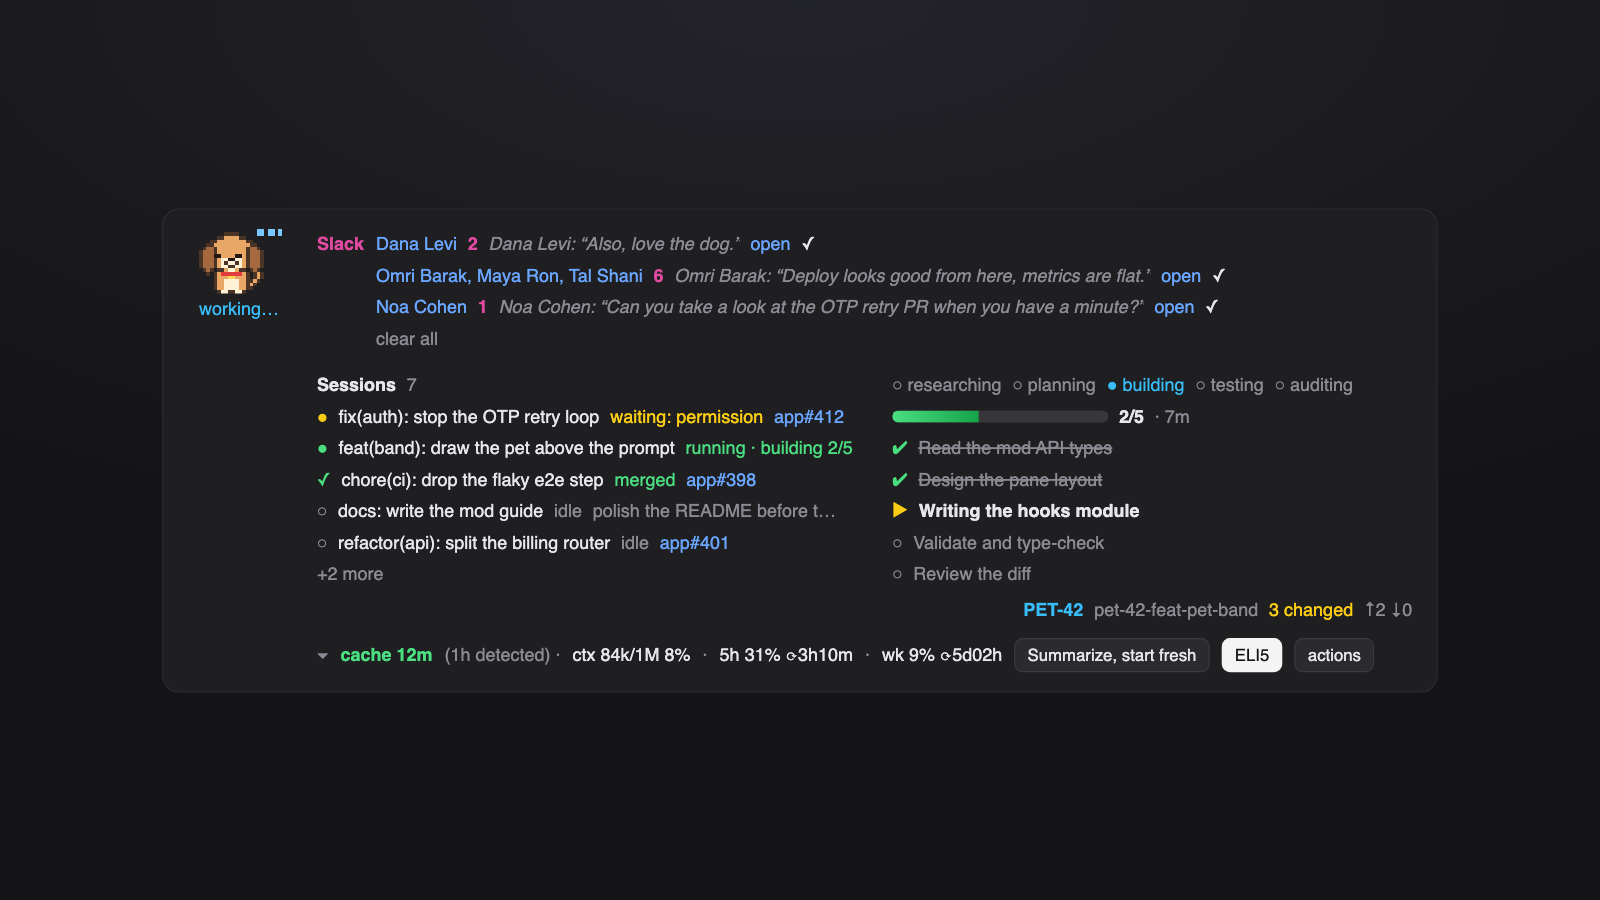 Slack Dana Levi 2 Dana Levi: “Also, love the dog.” open ✓
Omri Barak, Maya Ron, Tal Shani 6 Omri Barak: “Deploy looks good from here, metrics are flat.” open ✓
Noa Cohen 1 Noa Cohen: “Can you take a look at the OTP retry PR when you have a minute?” open ✓
clear all
working…
Sessions 7
● fix(auth): stop the OTP retry loop waiting: permission app#412
● feat(band): draw the pet above the prompt running · building 2/5
✓ chore(ci): drop the flaky e2e step merged app#398
○ docs: write the mod guide idle polish the README before t…
○ refactor(api): split the billing router idle app#401
+2 more
○ researching ○ planning ● building ○ testing ○ auditing
2/5 · 7m
✔ Read the mod API types
✔ Design the pane layout
▶ Writing the hooks module
○ Validate and type-check
○ Review the diff
PET-42 pet-42-feat-pet-band 3 changed ↑2 ↓0
▾ cache 12m (1h detected) · ctx 84k/1M 8% · 5h 31% ⟳3h10m · wk 9% ⟳5d02h Summarize, start fresh ELI5 actions